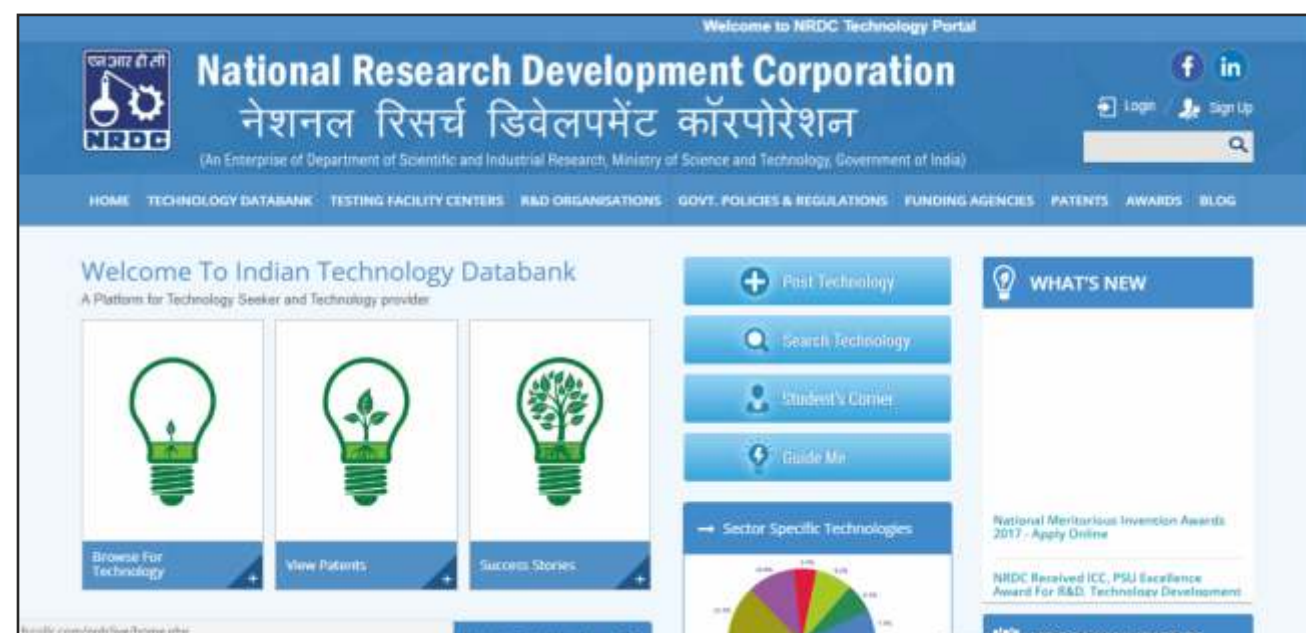 Welcome to NRDC Technology Portal
एन आर डी सी
NRDC
National Research Development Corporation
नेशनल रिसर्च डिवेलपमेंट कॉरपोरेशन
(An Enterprise of Department of Scientific and Industrial Research, Ministry of Science and Technology, Government of India)
f in
Login / Sign Up
HOME TECHNOLOGY DATABANK TESTING FACILITY CENTERS R&D ORGANISATIONS GOVT. POLICIES & REGULATIONS FUNDING AGENCIES PATENTS AWARDS BLOG
Welcome To Indian Technology Databank
A Platform for Technology Seeker and Technology provider
Browse For
Technology
View Patents
Success Stories
Post Technology
Search Technology
Student's Corner
Guide Me
→ Sector Specific Technologies
WHAT'S NEW
National Meritorious Invention Awards
2017 - Apply Online
NRDC Received ICC, PSU Excellence
Award For R&D, Technology Development